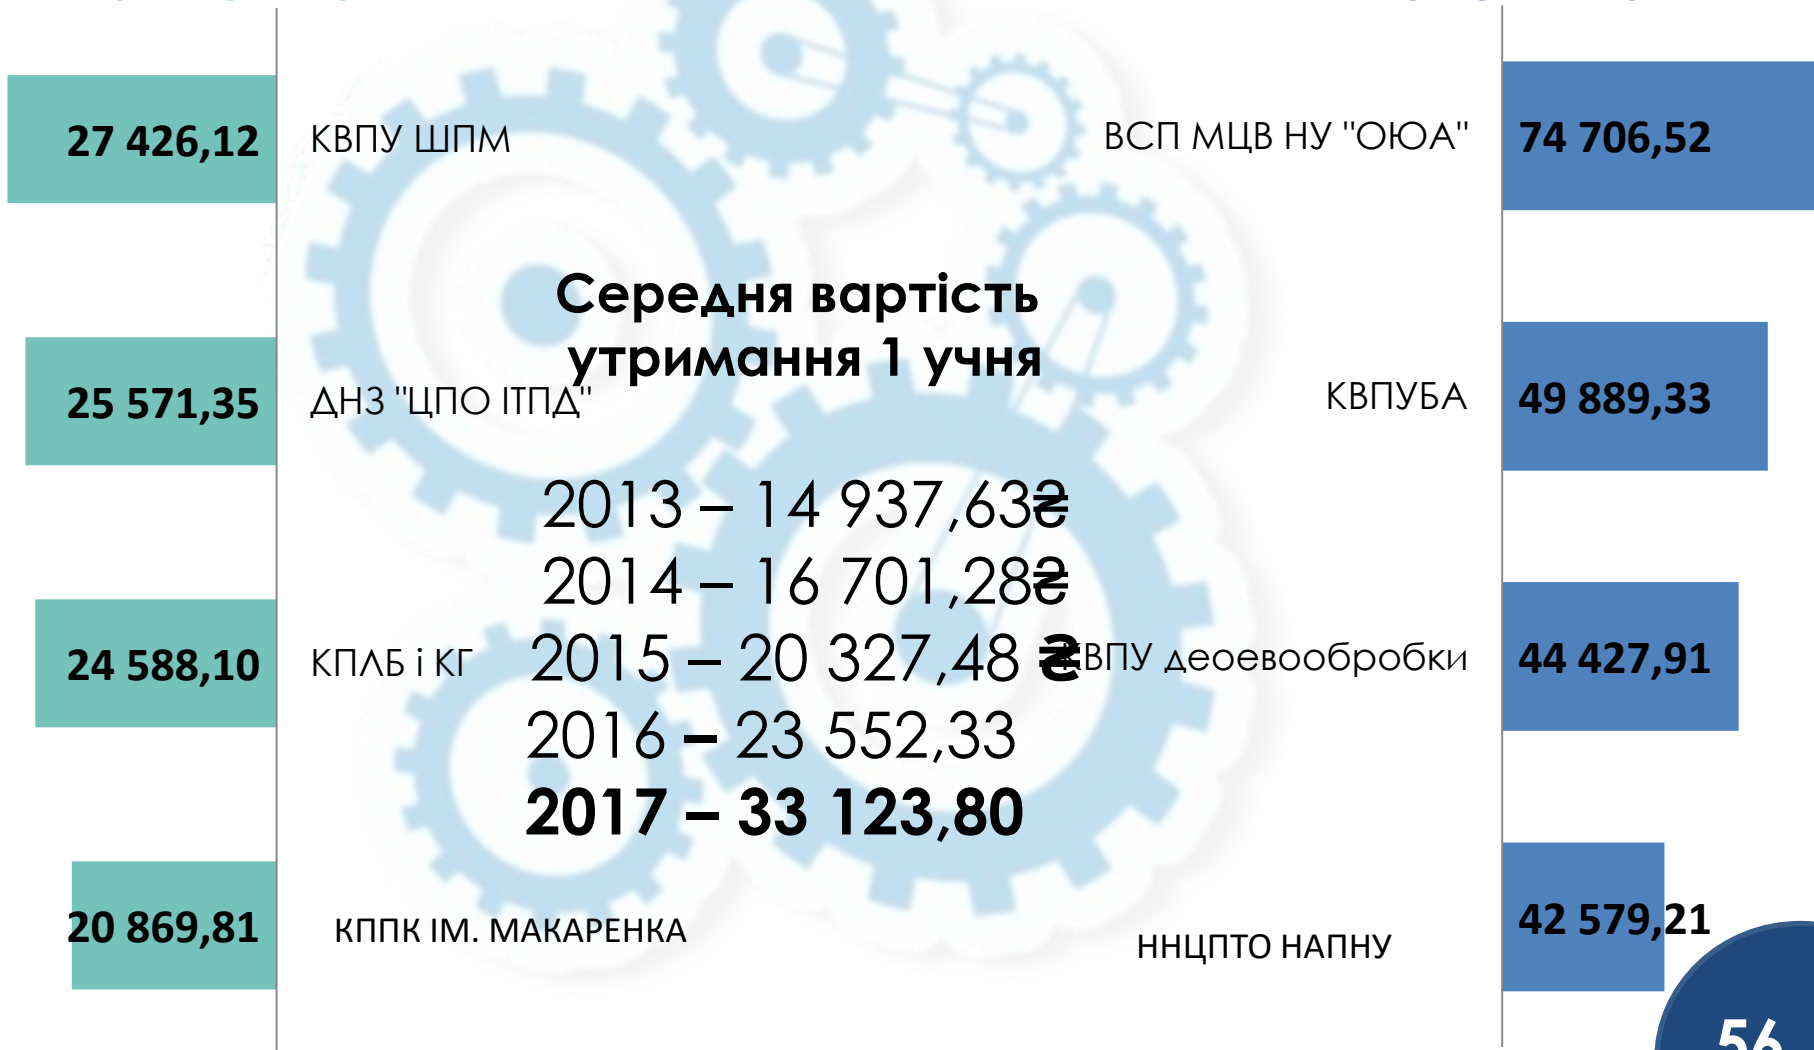 27 426,12 КВПУ ШПМ
25 571,35 ДНЗ "ЦПО ІТПД"
24 588,10 КПЛБ і КГ
20 869,81 КППК ІМ. МАКАРЕНКА
Середня вартість
утримання 1 учня
2013 – 14 937,63₴
2014 – 16 701,28₴
2015 – 20 327,48 ₴
2016 – 23 552,33
2017 – 33 123,80
ВСП МЦВ НУ "ОЮА" 74 706,52
КВПУБА 49 889,33
КВПУ деоевообробки 44 427,91
ННЦПТО НАПНУ 42 579,21
56